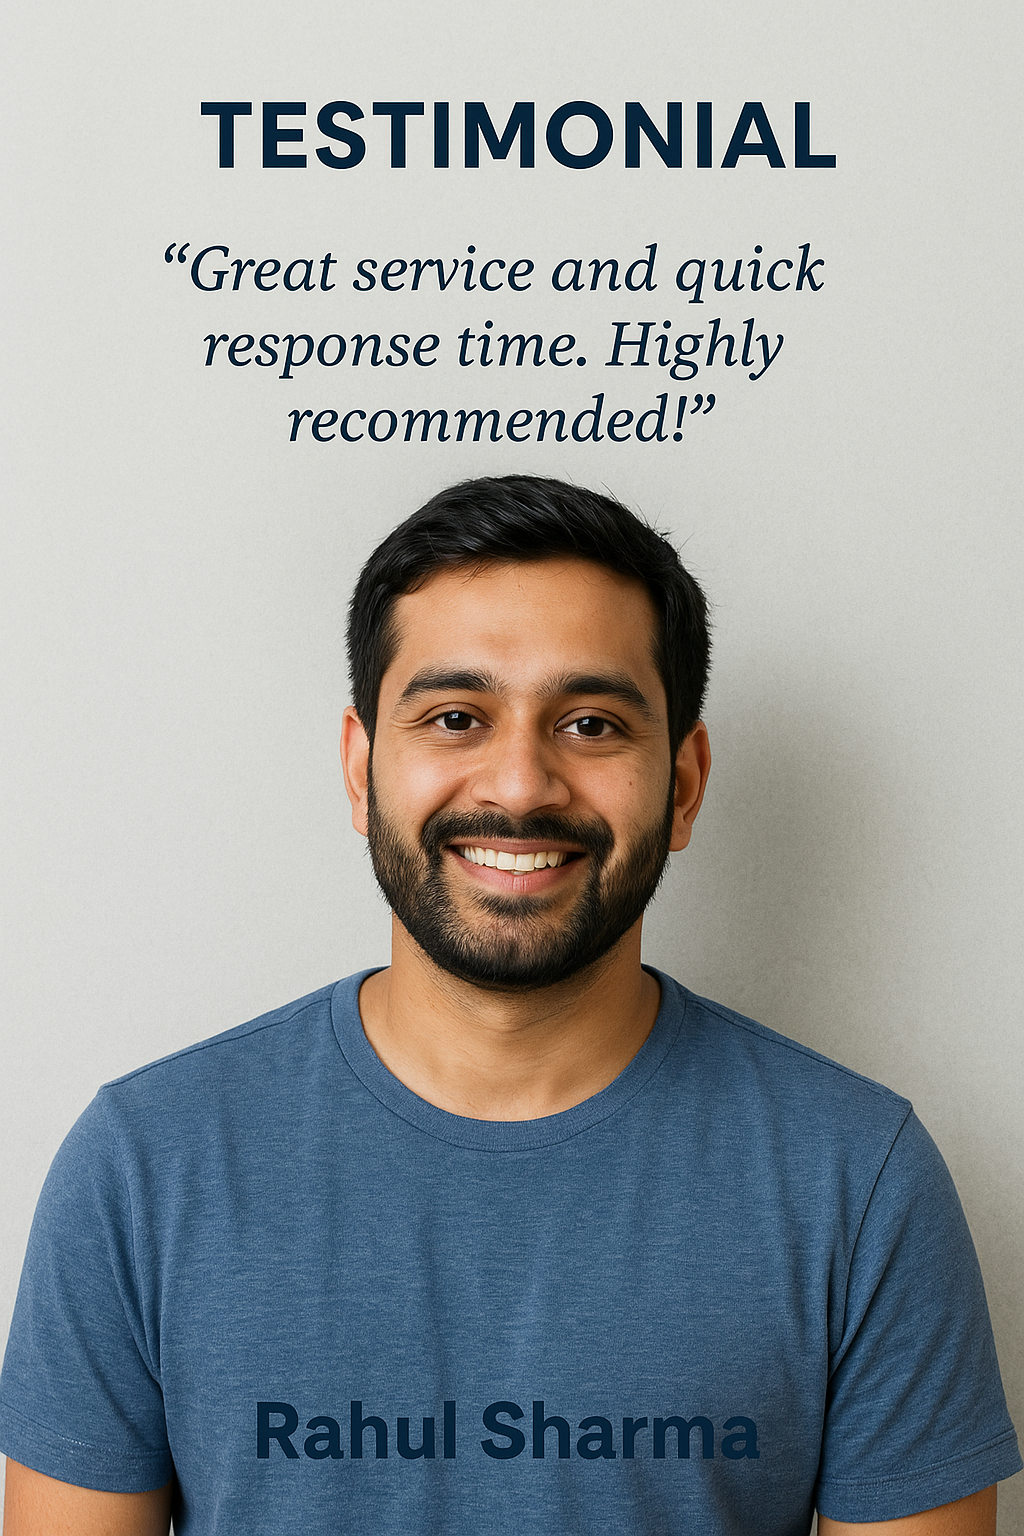 TESTIMONIAL
“Great service and quick
response time. Highly
recommended!”
Rahul Sharma